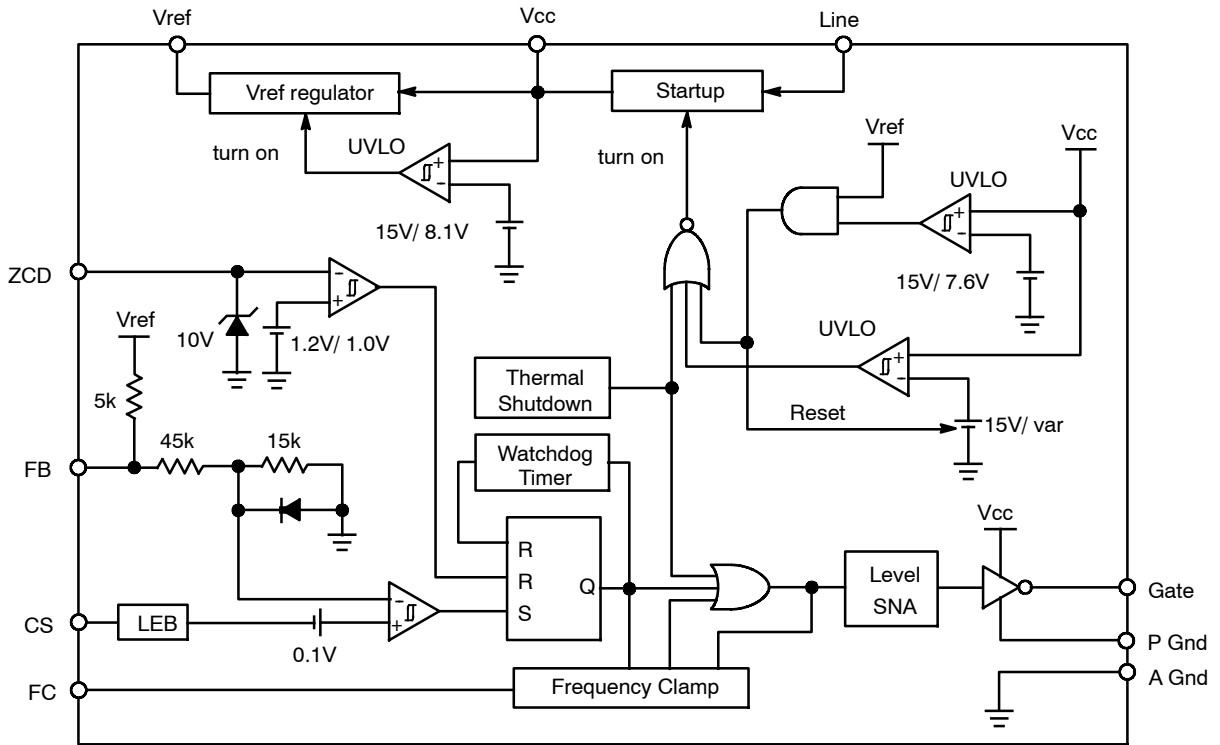 Vref
Vcc
Line
Vref regulator
Startup
turn on
UVLO
15V/ 8.1V
turn on
Vref
Vcc
UVLO
15V/ 7.6V
ZCD
10V
1.2V/ 1.0V
Vref
5k
UVLO
Thermal
Shutdown
Reset
15V/ var
FB
45k
15k
Watchdog
Timer
R
R
S
Q
Vcc
Level
SNA
Gate
CS
LEB
0.1V
P Gnd
A Gnd
FC
Frequency Clamp